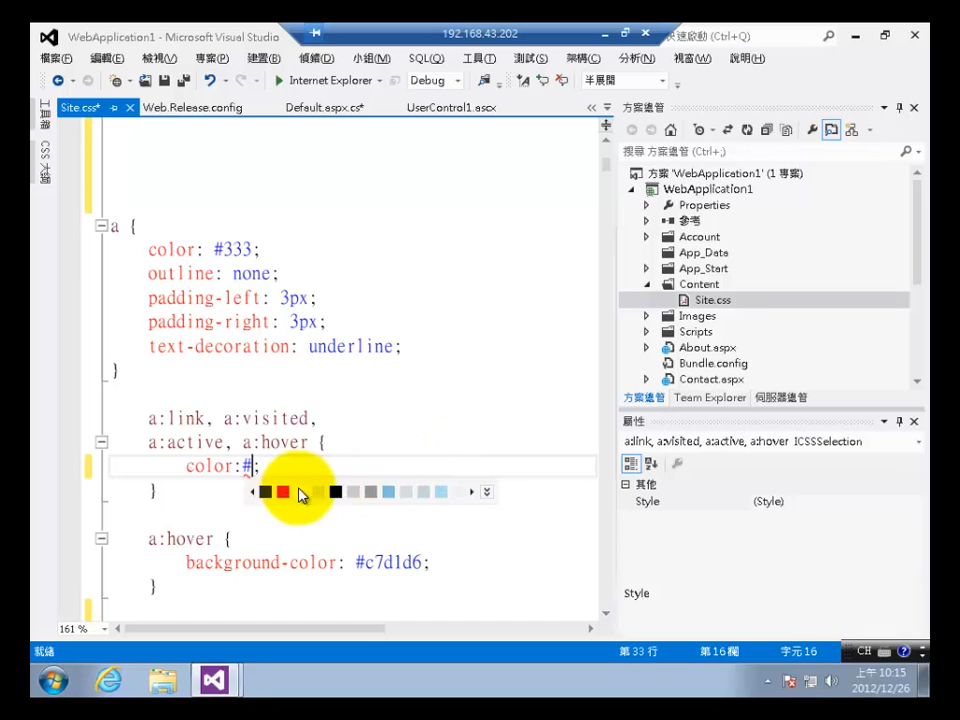 192.168.43.202
WebApplication1 - Microsoft Visual Studio
快速啟動 (Ctrl+Q)
檔案(F) 編輯(E) 檢視(V) 專案(P) 建置(B) 偵錯(D) 小組(M) SQL(Q) 工具(T) 測試(S) 架構(C) 分析(N) 視窗(W) 說明(H)
Internet Explorer Debug 半展開
Site.css* Web.Release.config Default.aspx.cs* UserControl1.ascx
工具箱
CSS 大綱
a {
color: #333;
outline: none;
padding-left: 3px;
padding-right: 3px;
text-decoration: underline;
}
a:link, a:visited,
a:active, a:hover {
color:#;
}
a:hover {
background-color: #c7d1d6;
}
161 %
方案總管
搜尋 方案總管 (Ctrl+;)
方案 'WebApplication1' (1 專案)
WebApplication1
Properties
參考
Account
App_Data
App_Start
Content
Site.css
Images
Scripts
About.aspx
Bundle.config
Contact.aspx
方案總管 Team Explorer 伺服器總管
屬性
a:link, a:visited, a:active, a:hover ICSSSelection
其他
Style (Style)
Style
就緒 第 33 行 第 16 欄 字元 16 CH
上午 10:15
2012/12/26